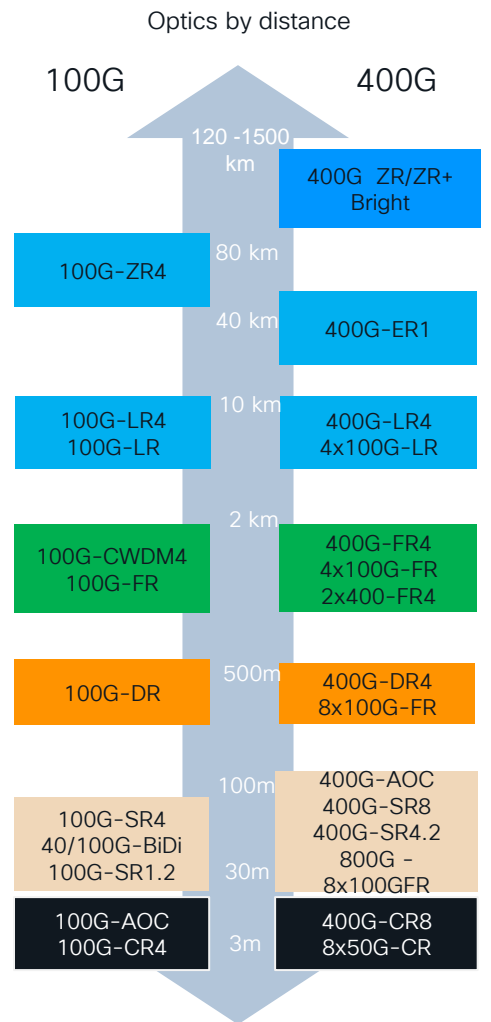 Optics by distance
100G
400G
120 -1500
km
400G ZR/ZR+
Bright
80 km
100G-ZR4
40 km
400G-ER1
10 km
100G-LR4
100G-LR
400G-LR4
4x100G-LR
2 km
100G-CWDM4
100G-FR
400G-FR4
4x100G-FR
2x400-FR4
500m
100G-DR
400G-DR4
8x100G-FR
100m
400G-AOC
400G-SR8
400G-SR4.2
800G -
8x100GFR
100G-SR4
40/100G-BiDi
100G-SR1.2
30m
100G-AOC
100G-CR4
3m
400G-CR8
8x50G-CR